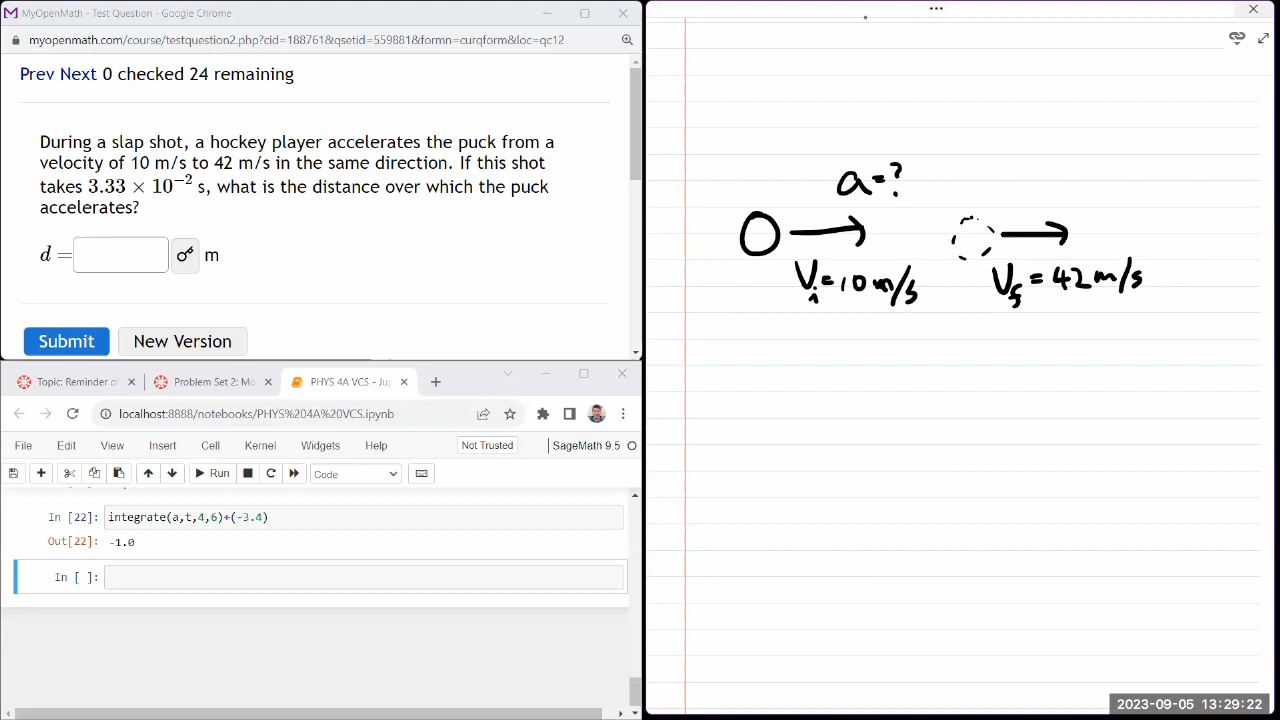 MyOpenMath - Test Question - Google Chrome
myopenmath.com/course/testquestion2.php?cid=188761&qsetid=559881&formn=curqform&loc=qc12
Prev Next 0 checked 24 remaining
During a slap shot, a hockey player accelerates the puck from a
velocity of 10 m/s to 42 m/s in the same direction. If this shot
takes 3.33 × 10⁻² s, what is the distance over which the puck
accelerates?
d = m
Submit New Version
Topic: Reminder of
Problem Set 2: Mo
PHYS 4A VCS - Ju
localhost:8888/notebooks/PHYS%204A%20VCS.ipynb
File Edit View Insert Cell Kernel Widgets Help Not Trusted SageMath 9.5
Run Code
In [22]: integrate(a,t,4,6)+(-3.4)
Out[22]: -1.0
In [ ]:
a=?
Vi=10 m/s
Vf = 42 m/s
2023-09-05 13:29:22